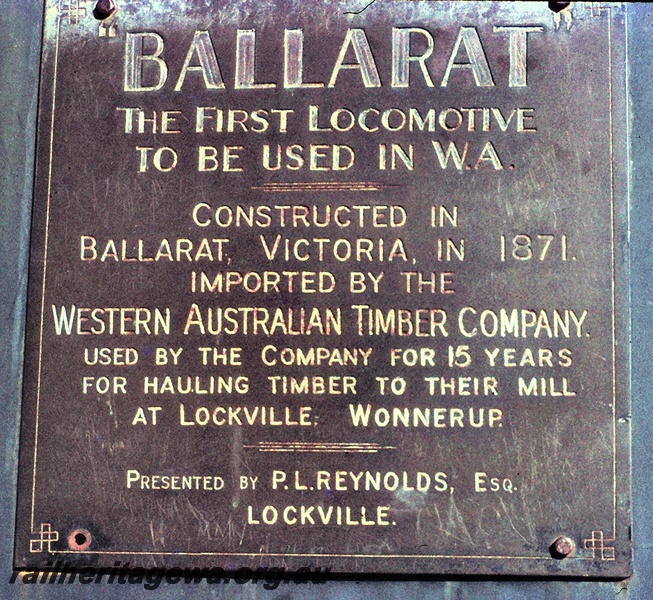 "BALLARAT"
THE FIRST LOCOMOTIVE
TO BE USED IN W.A.
CONSTRUCTED IN
BALLARAT, VICTORIA, IN 1871.
IMPORTED BY THE
WESTERN AUSTRALIAN TIMBER COMPANY.
USED BY THE COMPANY FOR 15 YEARS
FOR HAULING TIMBER TO THEIR MILL
AT LOCKVILLE. WONNERUP.
PRESENTED BY P.L.REYNOLDS, ESQ.
LOCKVILLE.
railheritagewa.org.au